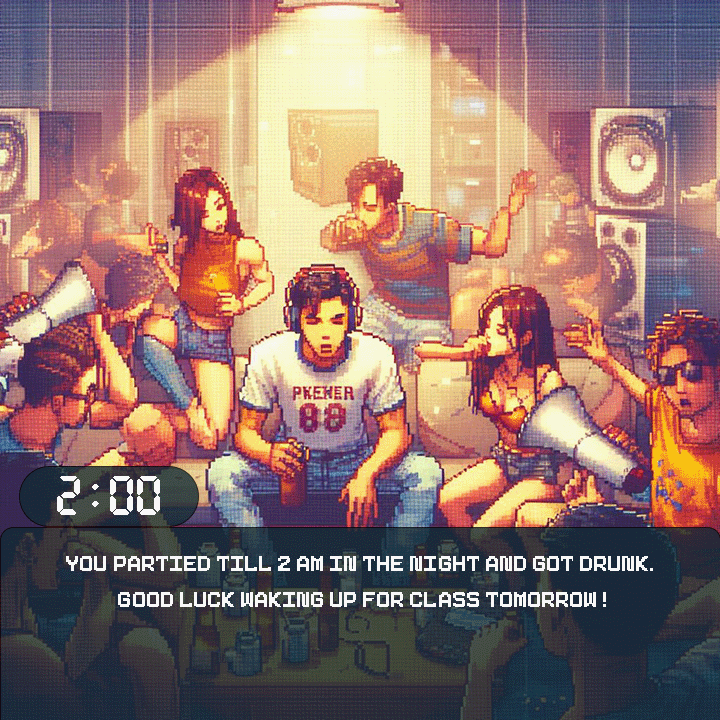 PKEMER
88
2:00
YOU PARTIED TILL 2 AM IN THE NIGHT AND GOT DRUNK.
GOOD LUCK WAKING UP FOR CLASS TOMORROW!